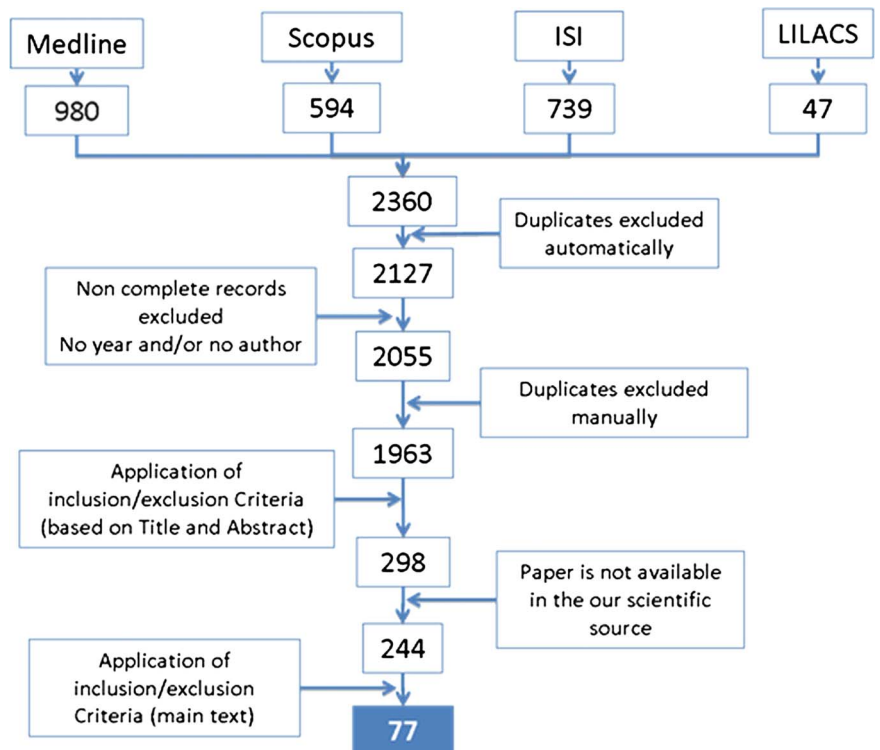 Medline
Scopus
ISI
LILACS
980
594
739
47
2360
Duplicates excluded
automatically
2127
Non complete records
excluded
No year and/or no author
2055
Duplicates excluded
manually
1963
Application of
inclusion/exclusion Criteria
(based on Title and Abstract)
298
Paper is not available
in the our scientific
source
244
Application of
inclusion/exclusion
Criteria (main text)
77